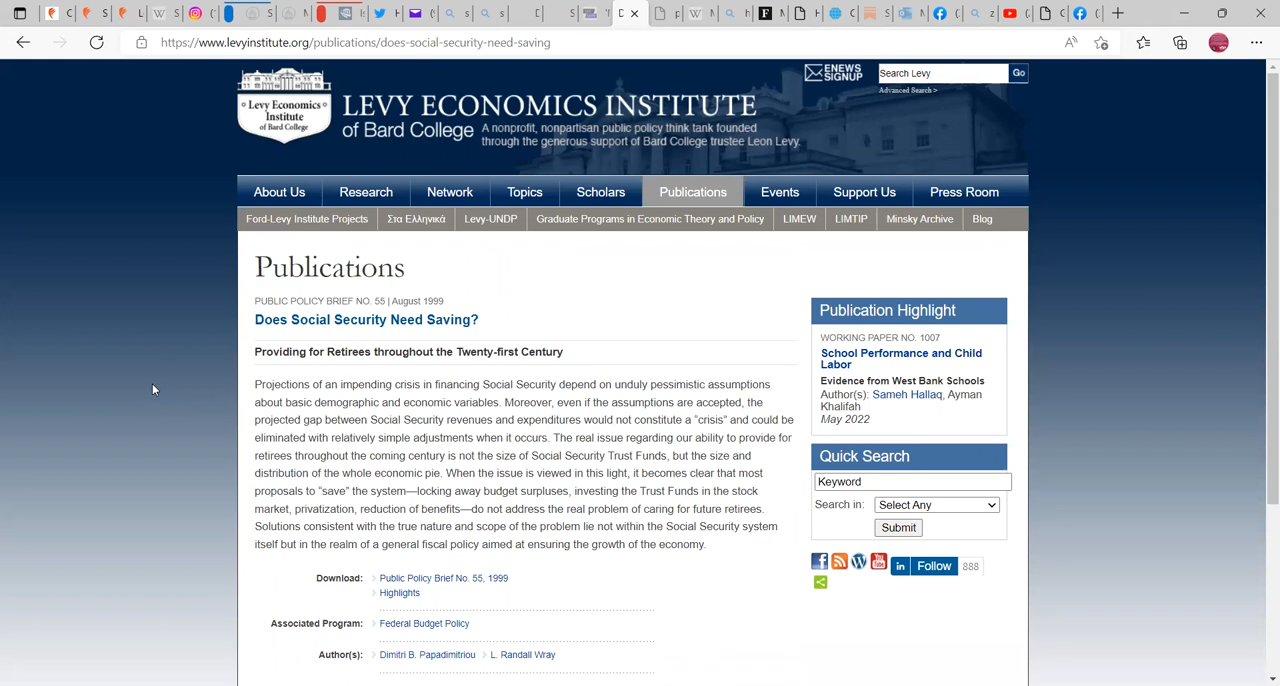 https://www.levyinstitute.org/publications/does-social-security-need-saving
ENEWS
SIGNUP
Search Levy
Go
Advanced Search >
Levy Economics
Institute
of Bard College
LEVY ECONOMICS INSTITUTE
of Bard College
A nonprofit, nonpartisan public policy think tank founded
through the generous support of Bard College trustee Leon Levy.
About Us
Research
Network
Topics
Scholars
Publications
Events
Support Us
Press Room
Ford-Levy Institute Projects
Στα Ελληνικά
Levy-UNDP
Graduate Programs in Economic Theory and Policy
LIMEW
LIMTIP
Minsky Archive
Blog
Publications
PUBLIC POLICY BRIEF NO. 55 | August 1999
Does Social Security Need Saving?
Providing for Retirees throughout the Twenty-first Century
Projections of an impending crisis in financing Social Security depend on unduly pessimistic assumptions
about basic demographic and economic variables. Moreover, even if the assumptions are accepted, the
projected gap between Social Security revenues and expenditures would not constitute a “crisis” and could be
eliminated with relatively simple adjustments when it occurs. The real issue regarding our ability to provide for
retirees throughout the coming century is not the size of Social Security Trust Funds, but the size and
distribution of the whole economic pie. When the issue is viewed in this light, it becomes clear that most
proposals to “save” the system—locking away budget surpluses, investing the Trust Funds in the stock
market, privatization, reduction of benefits—do not address the real problem of caring for future retirees.
Solutions consistent with the true nature and scope of the problem lie not within the Social Security system
itself but in the realm of a general fiscal policy aimed at ensuring the growth of the economy.
Download:
Public Policy Brief No. 55, 1999
Highlights
Associated Program:
Federal Budget Policy
Author(s):
Dimitri B. Papadimitriou
L. Randall Wray
Publication Highlight
WORKING PAPER NO. 1007
School Performance and Child
Labor
Evidence from West Bank Schools
Author(s): Sameh Hallaq, Ayman
Khalifah
May 2022
Quick Search
Keyword
Search in:
Select Any
Submit
in Follow
888